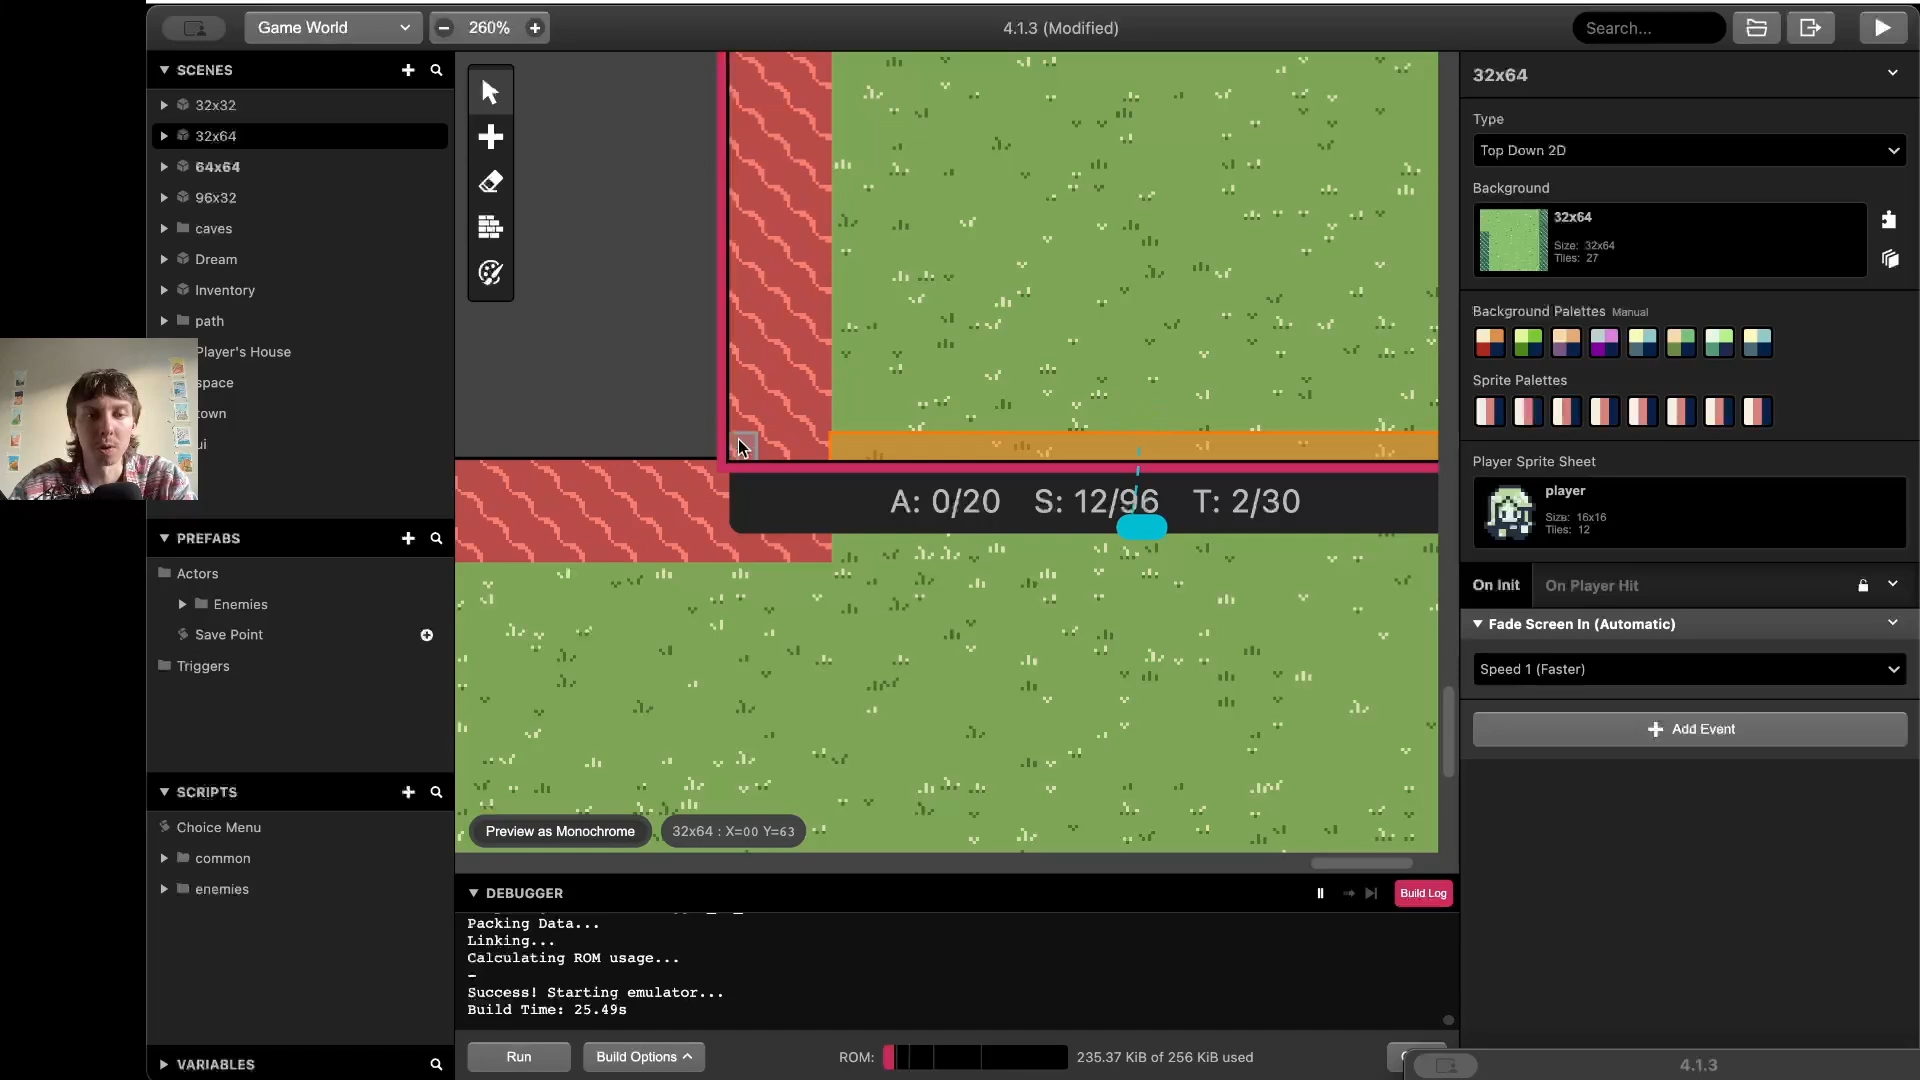 Game World
260%
4.1.3 (Modified)
Search...
SCENES
32x32
32x64
64x64
96x32
caves
Dream
Inventory
path
Player's House
space
town
ui
PREFABS
Actors
Enemies
Save Point
Triggers
SCRIPTS
Choice Menu
common
enemies
VARIABLES
A: 0/20 S: 12/96 T: 2/30
Preview as Monochrome
32x64 : X=00 Y=63
DEBUGGER
Build Log
Packing Data...
Linking...
Calculating ROM usage...
-
Success! Starting emulator...
Build Time: 25.49s
Run
Build Options
ROM:
235.37 KiB of 256 KiB used
32x64
Type
Top Down 2D
Background
32x64
Size: 32x64
Tiles: 27
Background Palettes Manual
Sprite Palettes
Player Sprite Sheet
player
Size: 16x16
Tiles: 12
On Init
On Player Hit
Fade Screen In (Automatic)
Speed 1 (Faster)
Add Event
4.1.3